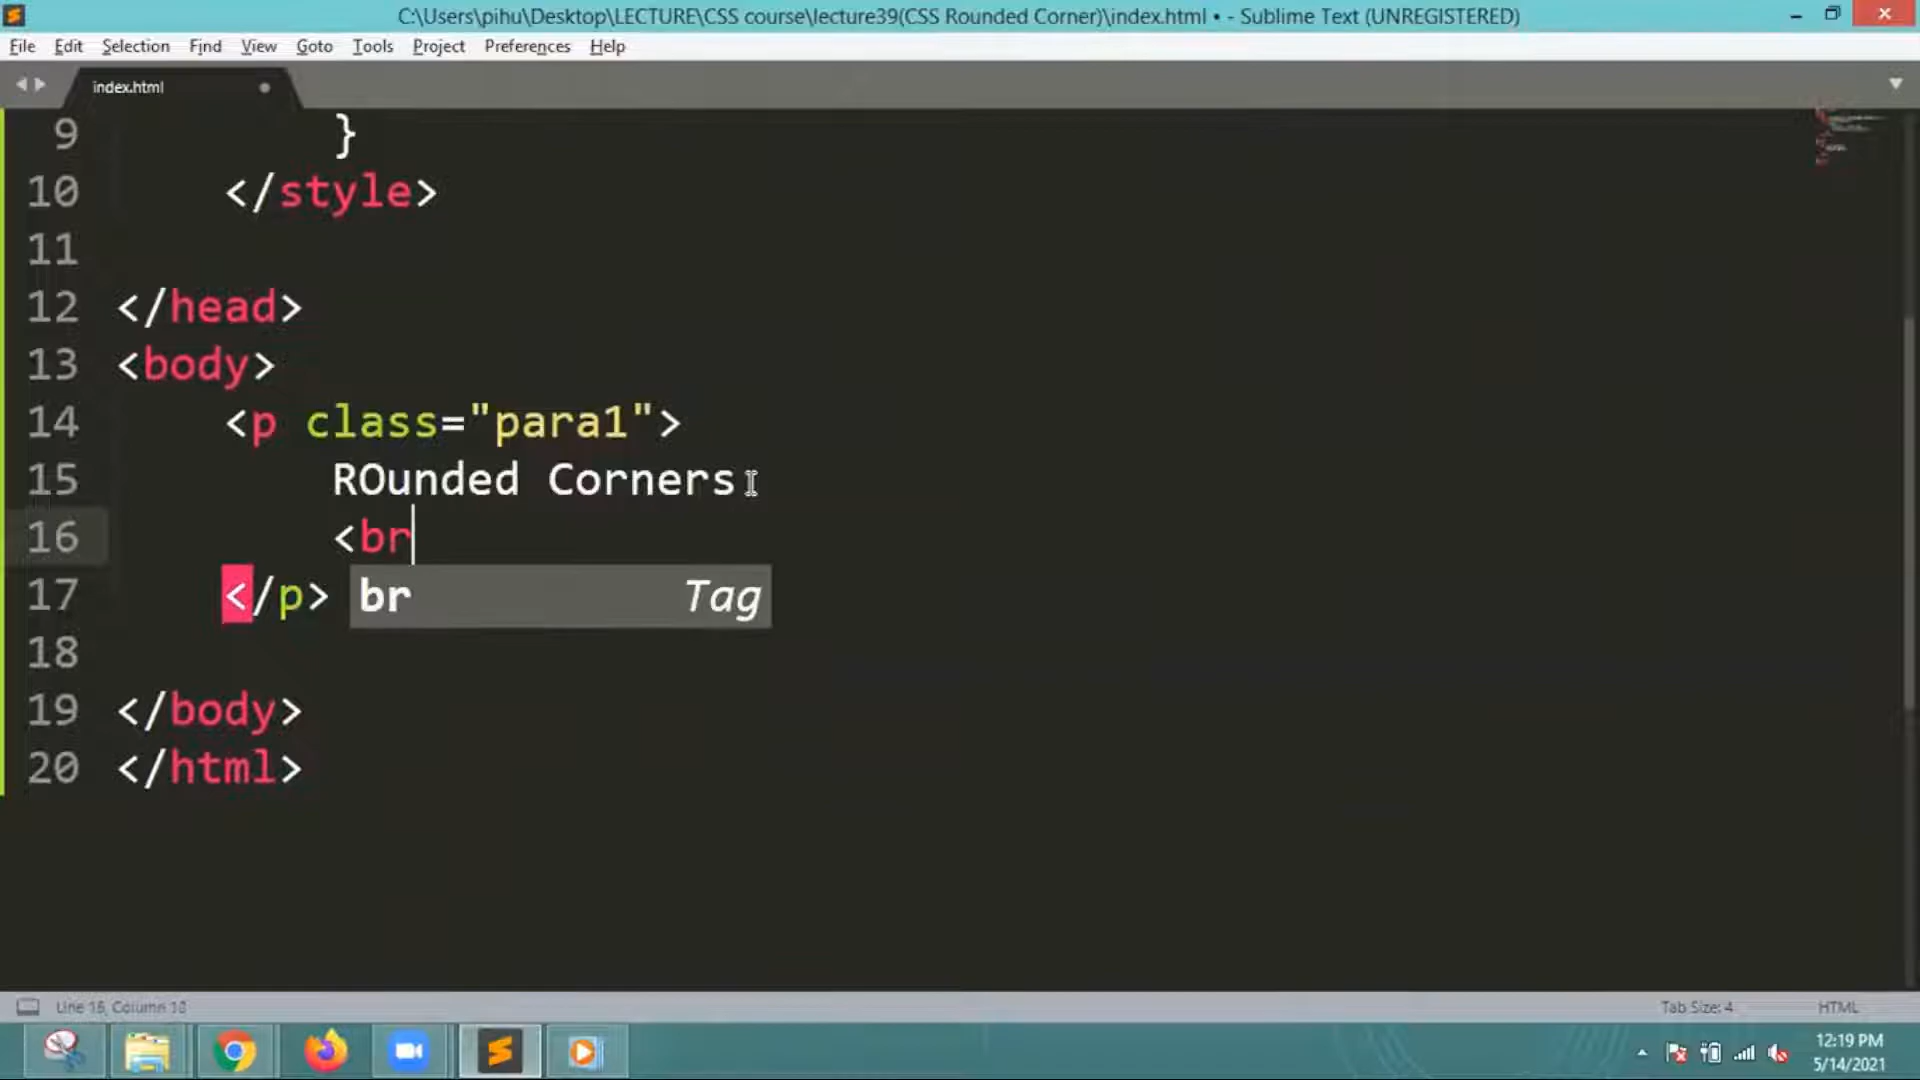 C:\Users\pihu\Desktop\LECTURE\CSS course\lecture39(CSS Rounded Corner)\index.html • - Sublime Text (UNREGISTERED)
File Edit Selection Find View Goto Tools Project Preferences Help
index.html
9 }
10 </style>
11
12 </head>
13 <body>
14 <p class="para1">
15 ROunded Corners
16 <br
17 </p> br Tag
18
19 </body>
20 </html>
Line 16, Column 18 Tab Size: 4 HTML
12:19 PM
5/14/2021